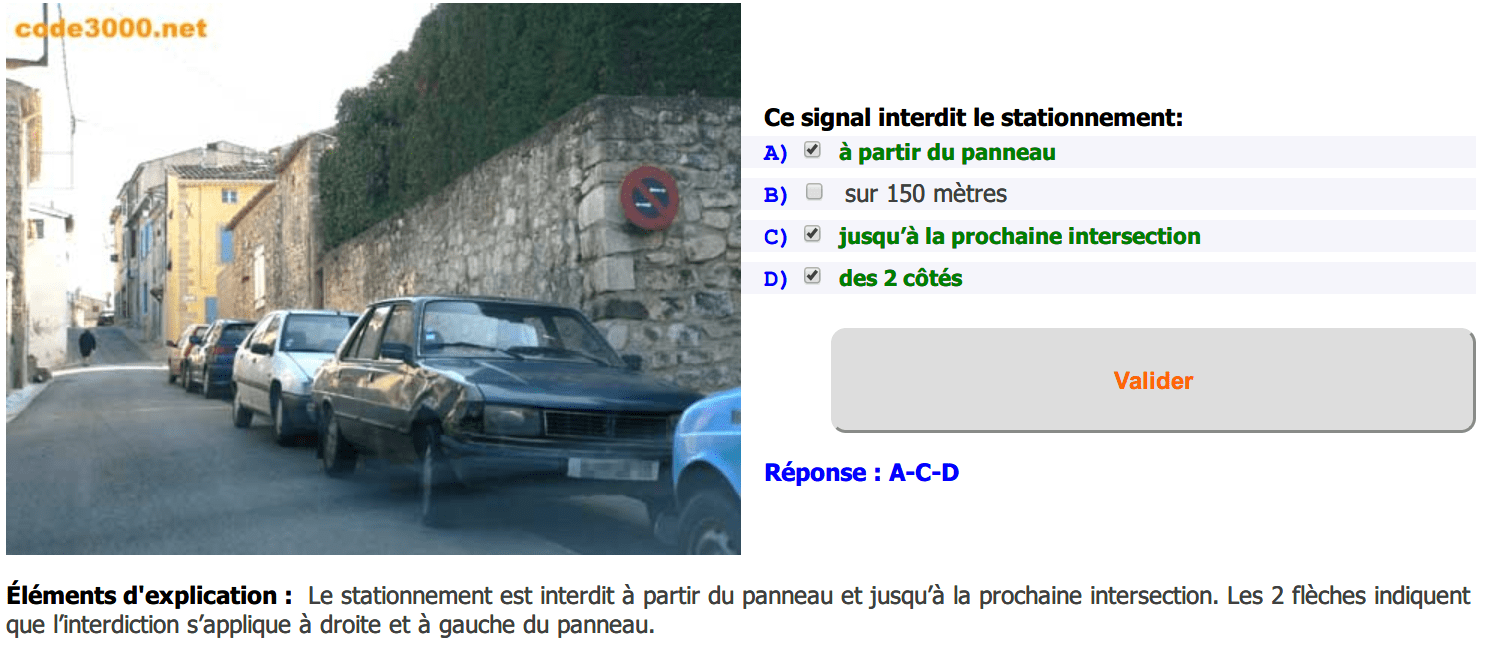 code3000.net
Ce signal interdit le stationnement:
A) à partir du panneau
B) sur 150 mètres
C) jusqu’à la prochaine intersection
D) des 2 côtés
Valider
Réponse : A-C-D
Éléments d'explication : Le stationnement est interdit à partir du panneau et jusqu’à la prochaine intersection. Les 2 flèches indiquent
que l’interdiction s’applique à droite et à gauche du panneau.